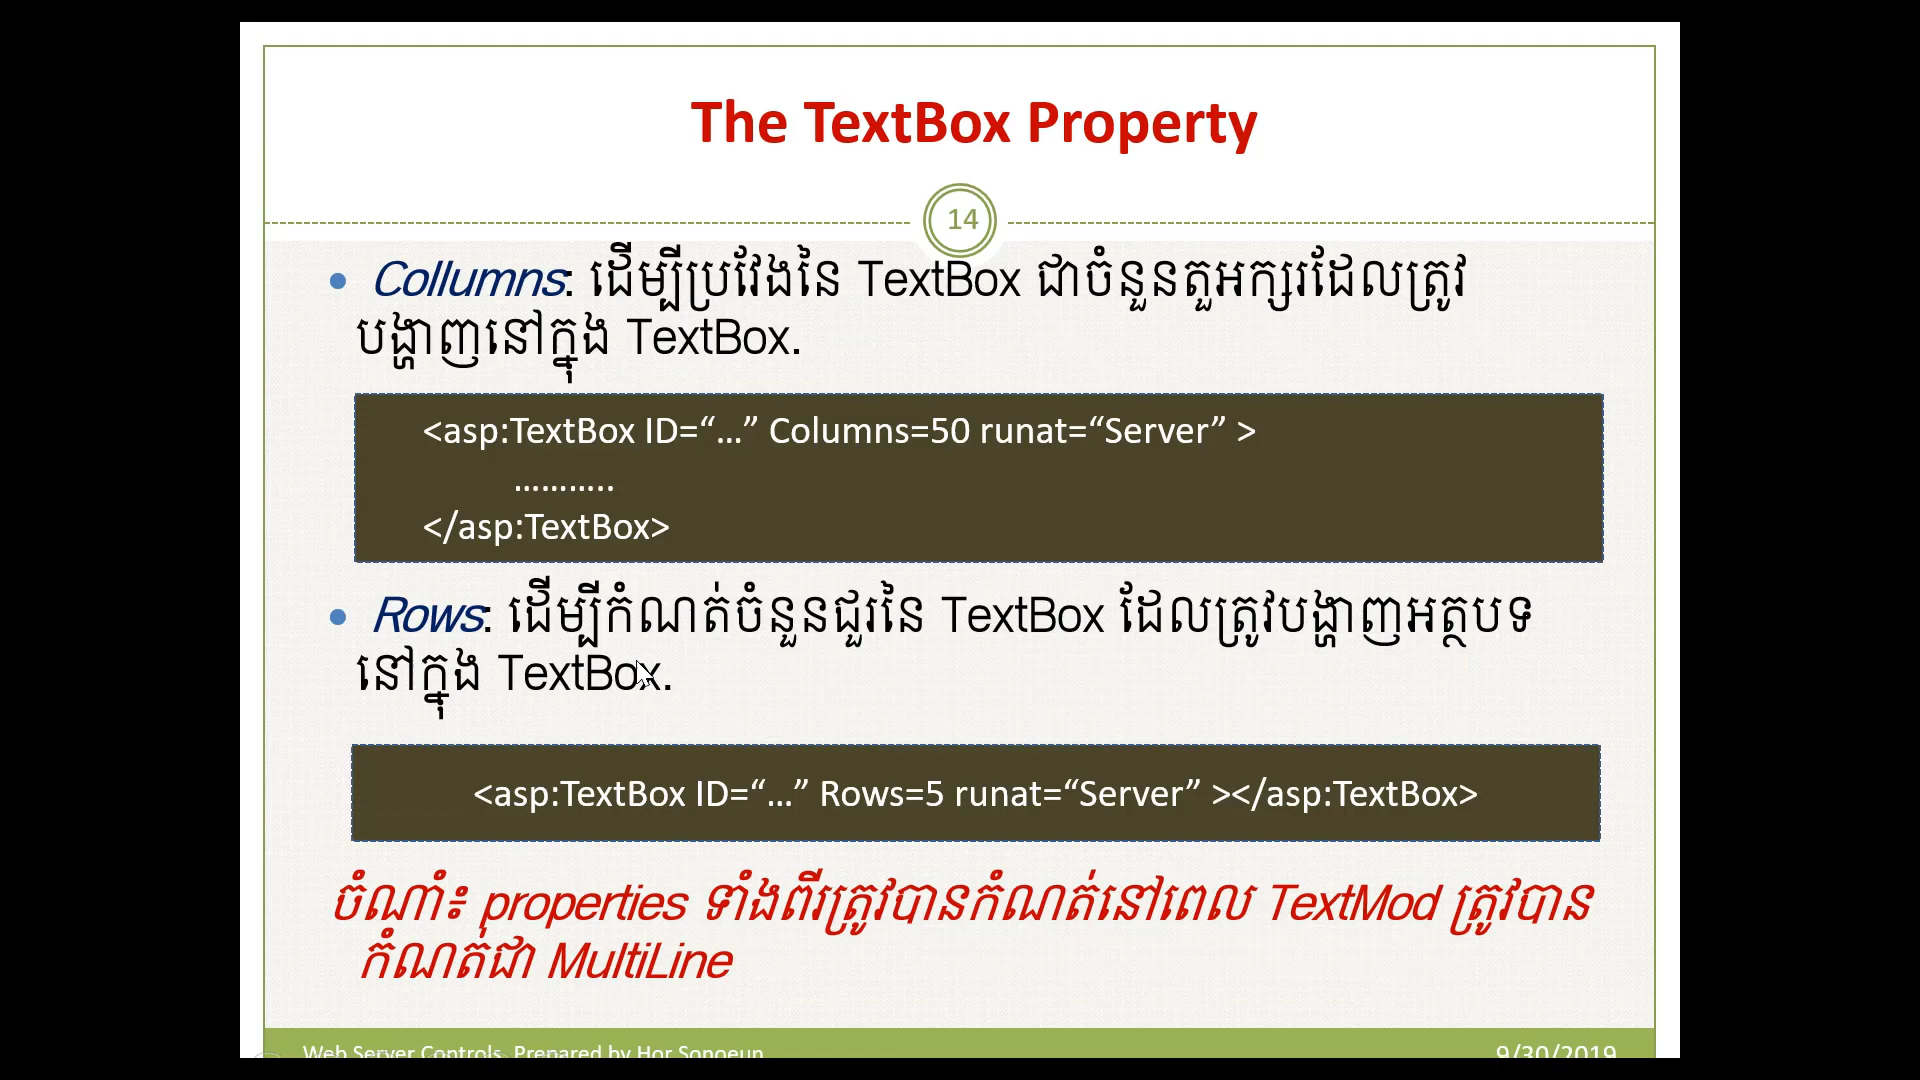 The TextBox Property
14
• Collumns: ដើម្បីប្រវែងនៃ TextBox ជាចំនួនតួអក្សរដែលត្រូវ
បង្ហាញនៅក្នុង TextBox.
<asp:TextBox ID=“…” Columns=50 runat=“Server” >
………..
</asp:TextBox>
• Rows: ដើម្បីកំណត់ចំនួនជួរនៃ TextBox ដែលត្រូវបង្ហាញអត្ថបទ
នៅក្នុង TextBox.
<asp:TextBox ID=“…” Rows=5 runat=“Server” ></asp:TextBox>
ចំណាំ៖ properties ទាំងពីរត្រូវបានកំណត់នៅពេល TextMod ត្រូវបាន
កំណត់ជា MultiLine
Web Server Controls, Prepared by Hor Sopoeun 9/30/2019